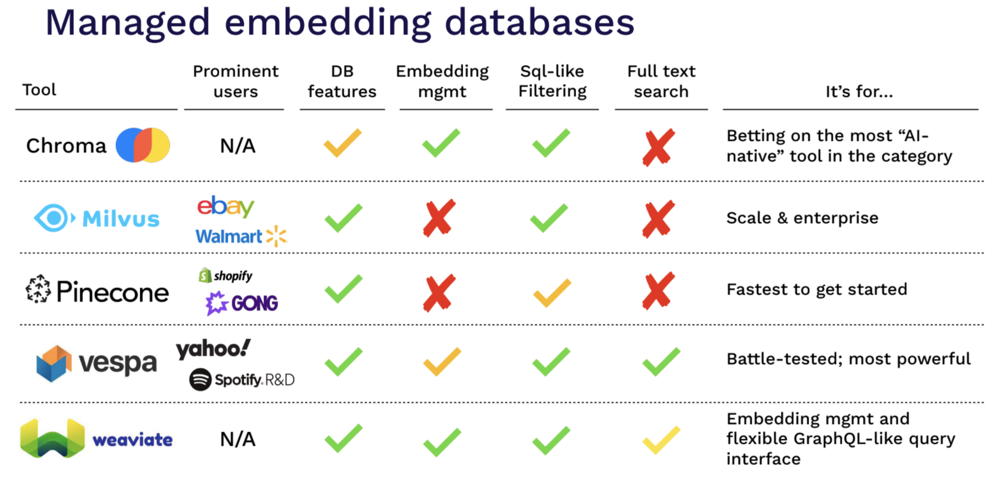 Managed embedding databases
Tool
Prominent
users
DB
features
Embedding
mgmt
Sql-like
Filtering
Full text
search
It’s for...
Chroma
N/A
Betting on the most “AI-
native” tool in the category
Milvus
ebay
Walmart
Scale & enterprise
Pinecone
shopify
GONG
Fastest to get started
vespa
yahoo!
Spotify R&D
Battle-tested; most powerful
weaviate
N/A
Embedding mgmt and
flexible GraphQL-like query
interface